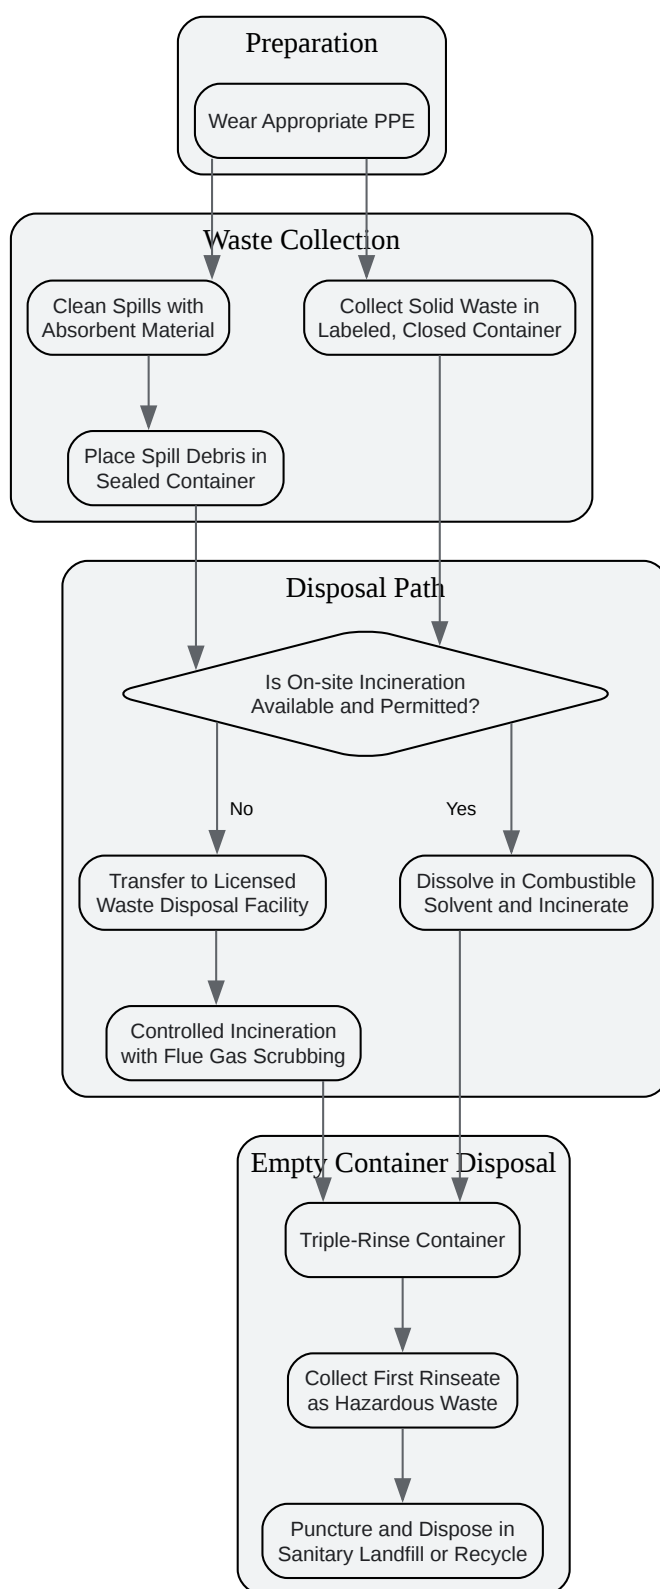 Preparation
Wear Appropriate PPE
Waste Collection
Clean Spills with
Absorbent Material
Collect Solid Waste in
Labeled, Closed Container
Place Spill Debris in
Sealed Container
Disposal Path
Is On-site Incineration
Available and Permitted?
No
Yes
Transfer to Licensed
Waste Disposal Facility
Dissolve in Combustible
Solvent and Incinerate
Controlled Incineration
with Flue Gas Scrubbing
Empty Container Disposal
Triple-Rinse Container
Collect First Rinseate
as Hazardous Waste
Puncture and Dispose in
Sanitary Landfill or Recycle